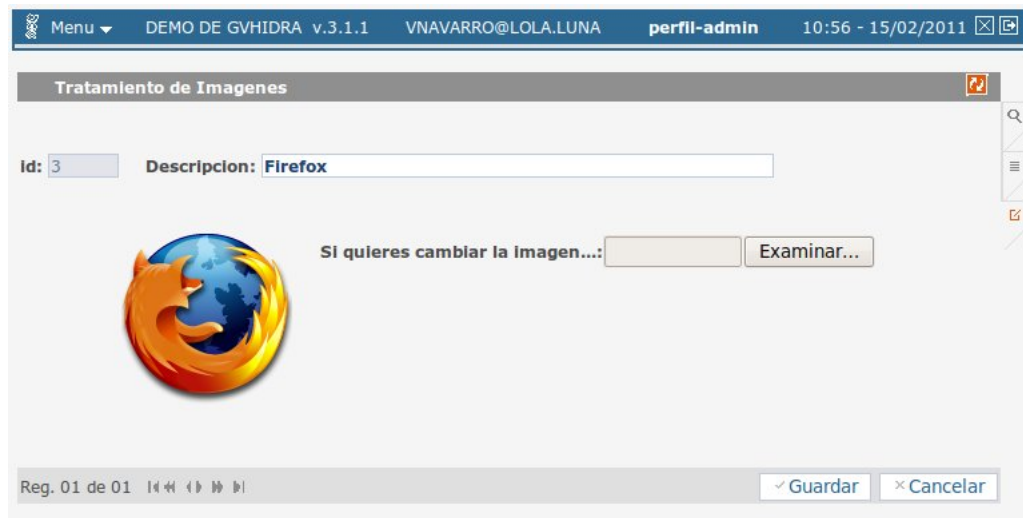 Menu DEMO DE GVHIDRA v.3.1.1 VNAVARRO@LOLA.LUNA perfil-admin 10:56 - 15/02/2011
Tratamiento de Imagenes
id: 3 Descripcion: Firefox
Si quieres cambiar la imagen...: Examinar...
Reg. 01 de 01 Guardar Cancelar